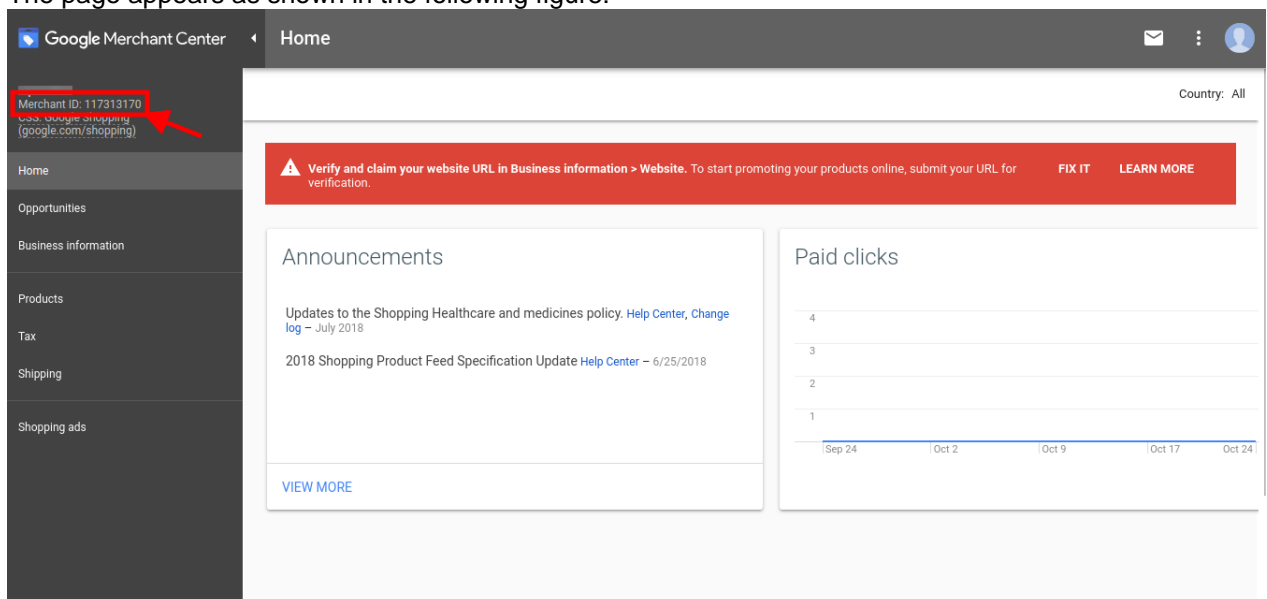 The page appears as shown in the following figure.
Google Merchant Center
Home
Merchant ID: 117313170
CSS: Google Shopping
(google.com/shopping)
Country: All
Home
Opportunities
Business information
Products
Tax
Shipping
Shopping ads
Verify and claim your website URL in Business information > Website. To start promoting your products online, submit your URL for
verification.
FIX IT
LEARN MORE
Announcements
Updates to the Shopping Healthcare and medicines policy. Help Center, Change
log – July 2018
2018 Shopping Product Feed Specification Update Help Center – 6/25/2018
VIEW MORE
Paid clicks
4
3
2
1
Sep 24
Oct 2
Oct 9
Oct 17
Oct 24